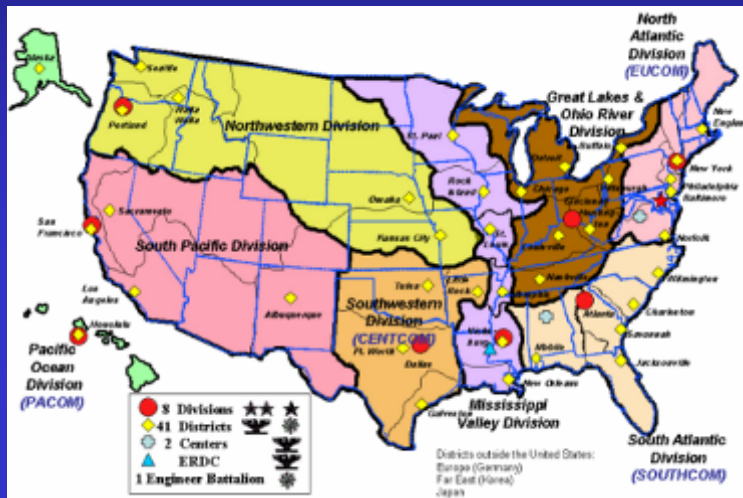 North
Atlantic
Division
(EUCOM)
Great Lakes &
Ohio River
Division
Alaska
Seattle
Walla
Walla
Portland
Northwestern Division
St. Paul
New
England
Buffalo
Detroit
New York
Rock
Island
Chicago
Pittsburgh
Philadelphia
Baltimore
Omaha
Cincinnati
Hunting
ton
Sacramento
San
Francisco
South Pacific Division
Kansas City
St.
Louis
Louisville
Norfolk
Nashville
Wilmington
Tulsa
Little
Rock
Memphis
Los
Angeles
Albuquerque
Southwestern
Division
(CENTCOM)
Atlanta
Charleston
Savannah
Honolulu
Ft. Worth
Dallas
Vicks
burg
Mobile
Jacksonville
Pacific
Ocean
Division
(PACOM)
New Orleans
Galveston
Mississippi
Valley Division
South Atlantic
Division
(SOUTHCOM)
8 Divisions
41 Districts
2 Centers
ERDC
1 Engineer Battalion
Districts outside the United States:
Europe (Germany)
Far East (Korea)
Japan